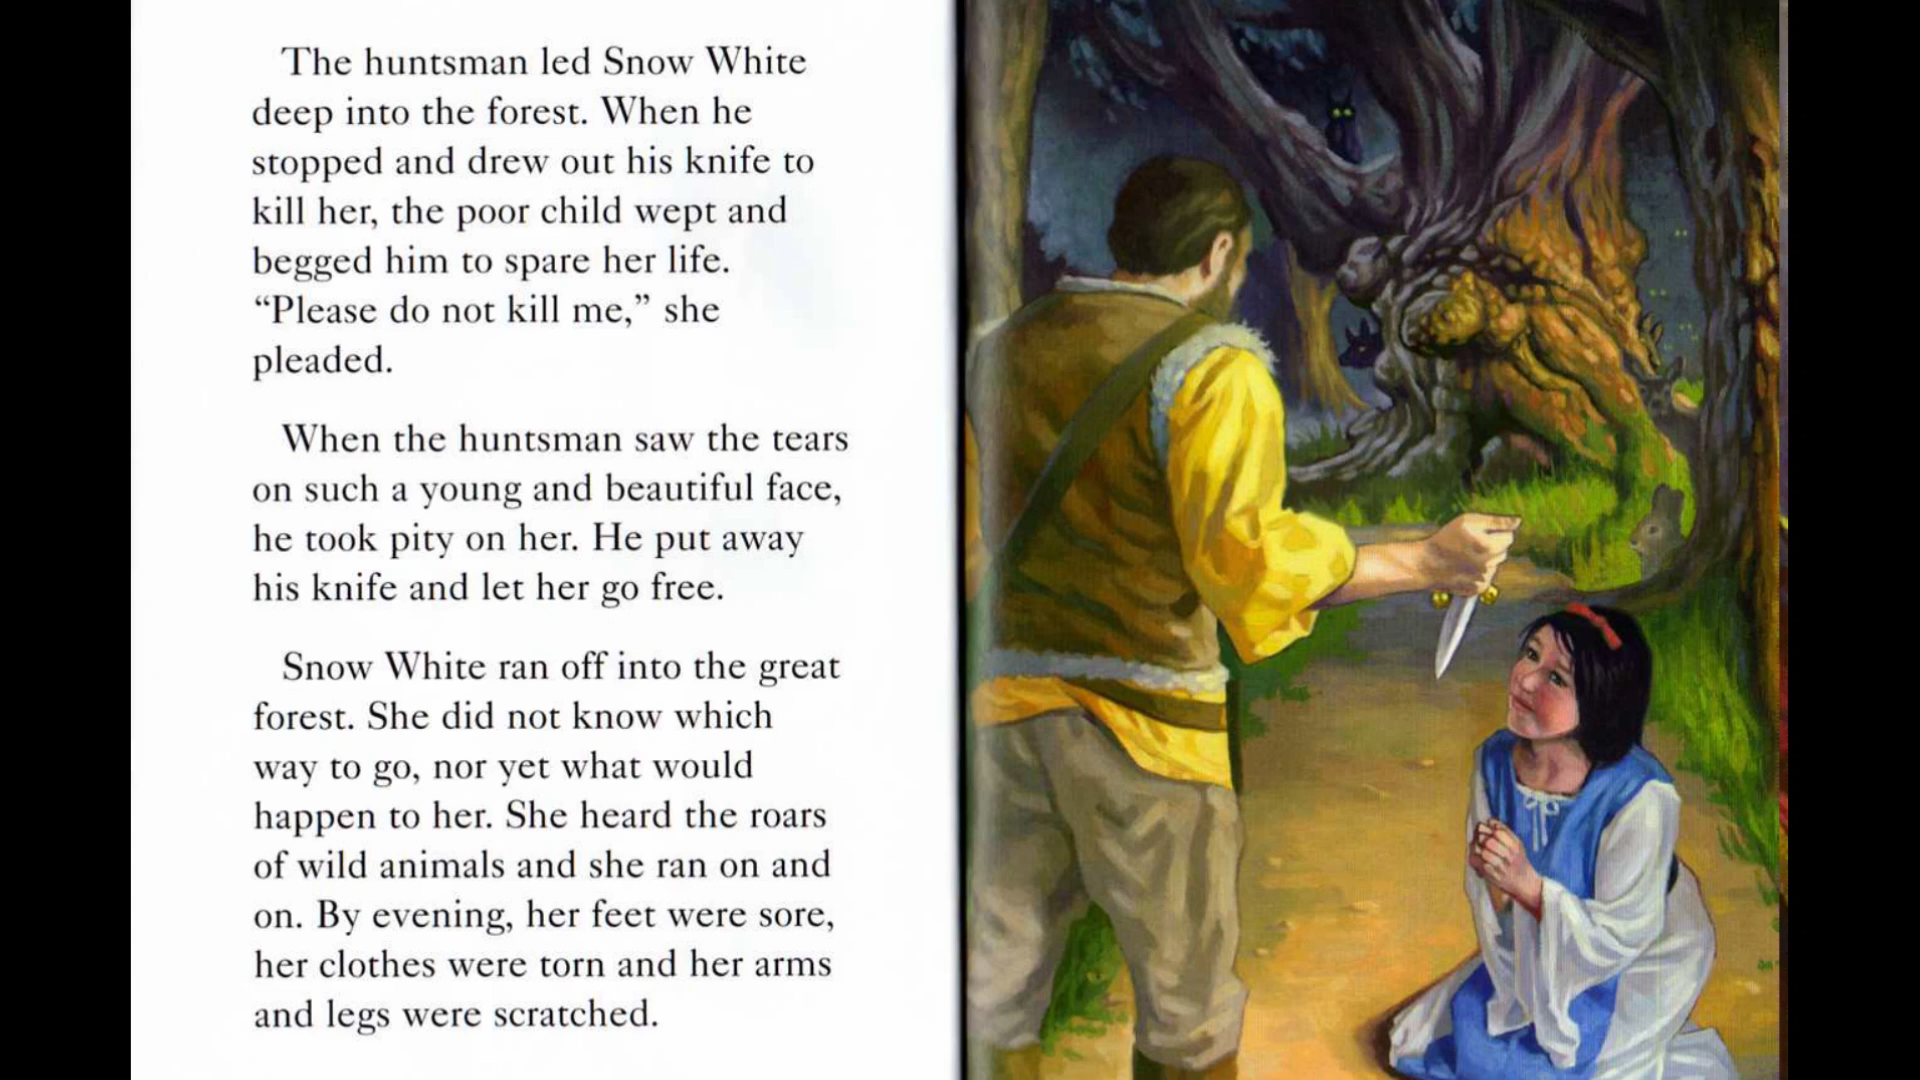 The huntsman led Snow White
deep into the forest. When he
stopped and drew out his knife to
kill her, the poor child wept and
begged him to spare her life.
“Please do not kill me,” she
pleaded.
When the huntsman saw the tears
on such a young and beautiful face,
he took pity on her. He put away
his knife and let her go free.
Snow White ran off into the great
forest. She did not know which
way to go, nor yet what would
happen to her. She heard the roars
of wild animals and she ran on and
on. By evening, her feet were sore,
her clothes were torn and her arms
and legs were scratched.